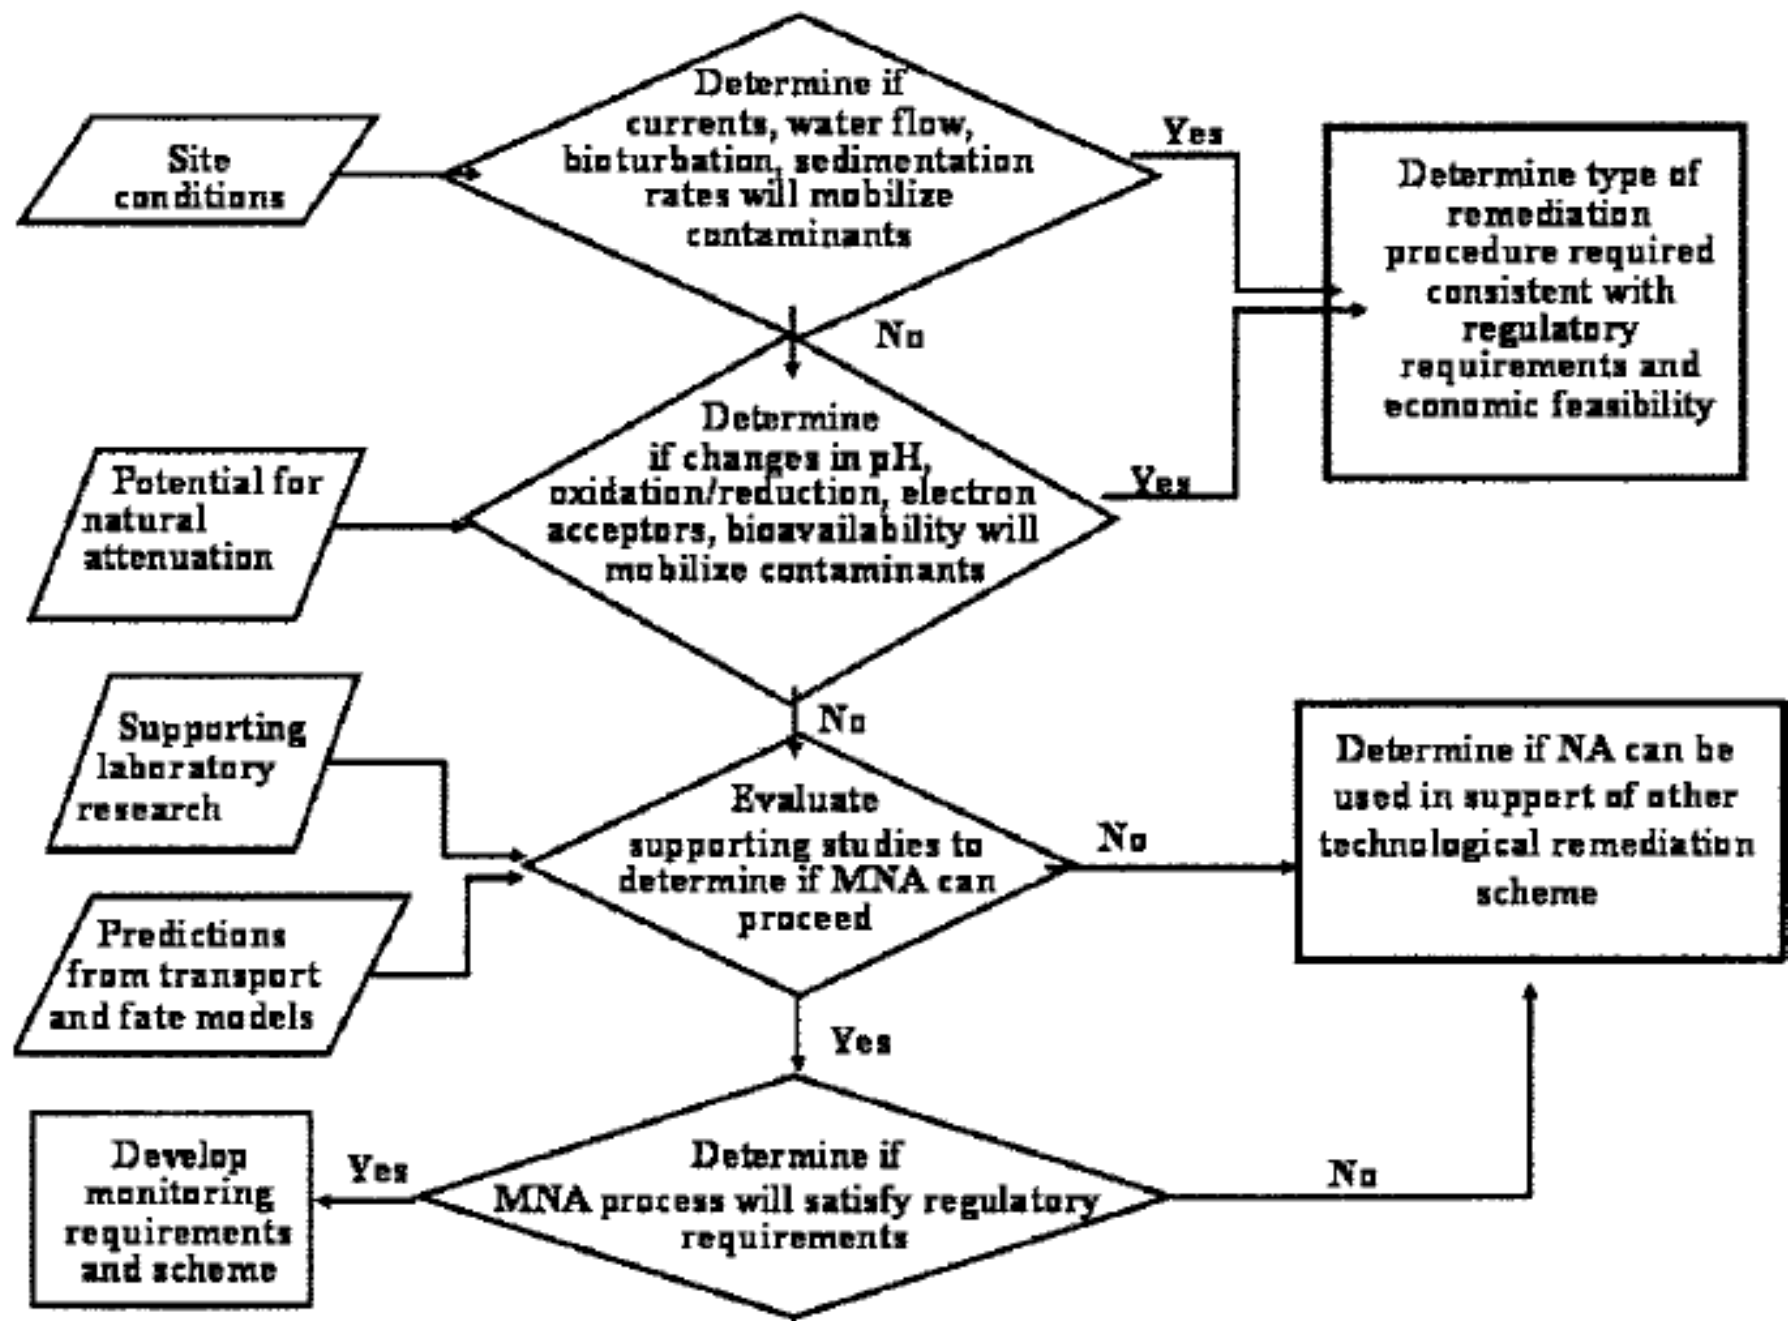 Determine if
currents, water flow,
bioturbation, sedimentation
rates will mobilize
contaminants
Site
conditions
Yes
Determine type of
remediation
procedure required
consistent with
regulatory
requirements and
economic feasibility
No
Determine
if changes in pH,
oxidation/reduction, electron
acceptors, bioavailability will
mobilize contaminants
Potential for
natural
attenuation
Yes
No
Supporting
laboratory
research
Evaluate
supporting studies to
determine if MNA can
proceed
No
Determine if NA can be
used in support of other
technological remediation
scheme
Predictions
from transport
and fate models
Yes
Determine if
MNA process will satisfy regulatory
requirements
Yes
No
Develop
monitoring
requirements
and scheme